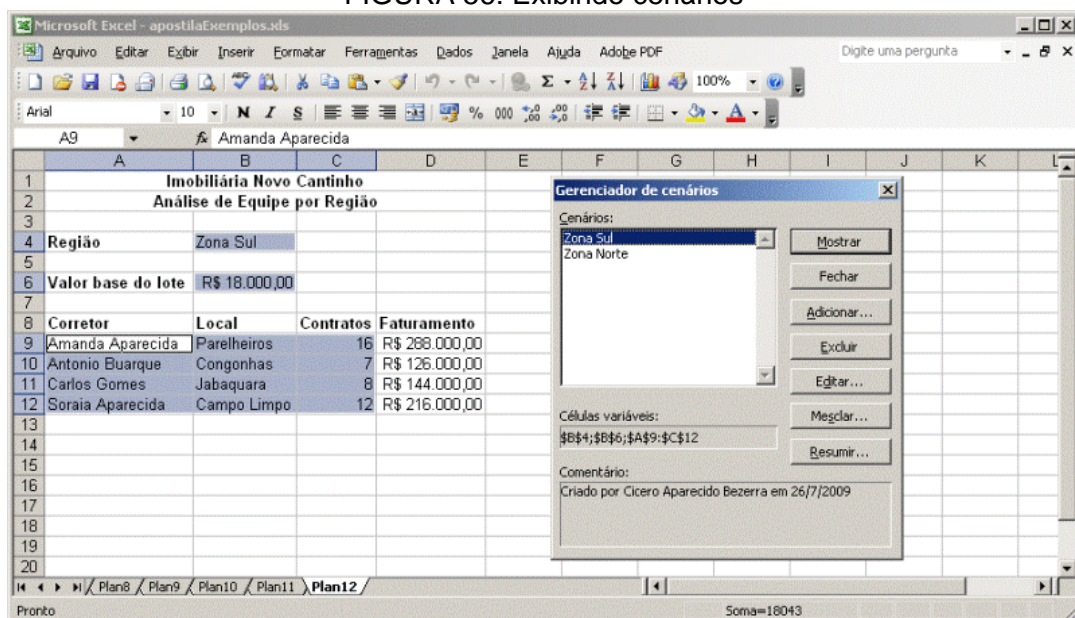 Microsoft Excel - apostilaExemplos.xls
Arquivo Editar Exibir Inserir Formatar Ferramentas Dados Janela Ajuda Adobe PDF Digite uma pergunta
100%
Arial 10 N I S % 000
A9 fx Amanda Aparecida
A B C D E F G H I J K L
1 Imobiliária Novo Cantinho
2 Análise de Equipe por Região
3
4 Região Zona Sul
5
6 Valor base do lote R$ 18.000,00
7
8 Corretor Local Contratos Faturamento
9 Amanda Aparecida Parelheiros 16 R$ 288.000,00
10 Antonio Buarque Congonhas 7 R$ 126.000,00
11 Carlos Gomes Jabaquara 8 R$ 144.000,00
12 Soraia Aparecida Campo Limpo 12 R$ 216.000,00
13
14
15
16
17
18
19
20
Gerenciador de cenários
Cenários:
Zona Sul
Zona Norte
Mostrar
Fechar
Adicionar...
Excluir
Editar...
Mesclar...
Resumir...
Células variáveis:
$B$4;$B$6;$A$9:$C$12
Comentário:
Criado por Cicero Aparecido Bezerra em 26/7/2009
Plan8 Plan9 Plan10 Plan11 Plan12
Pronto Soma=18043